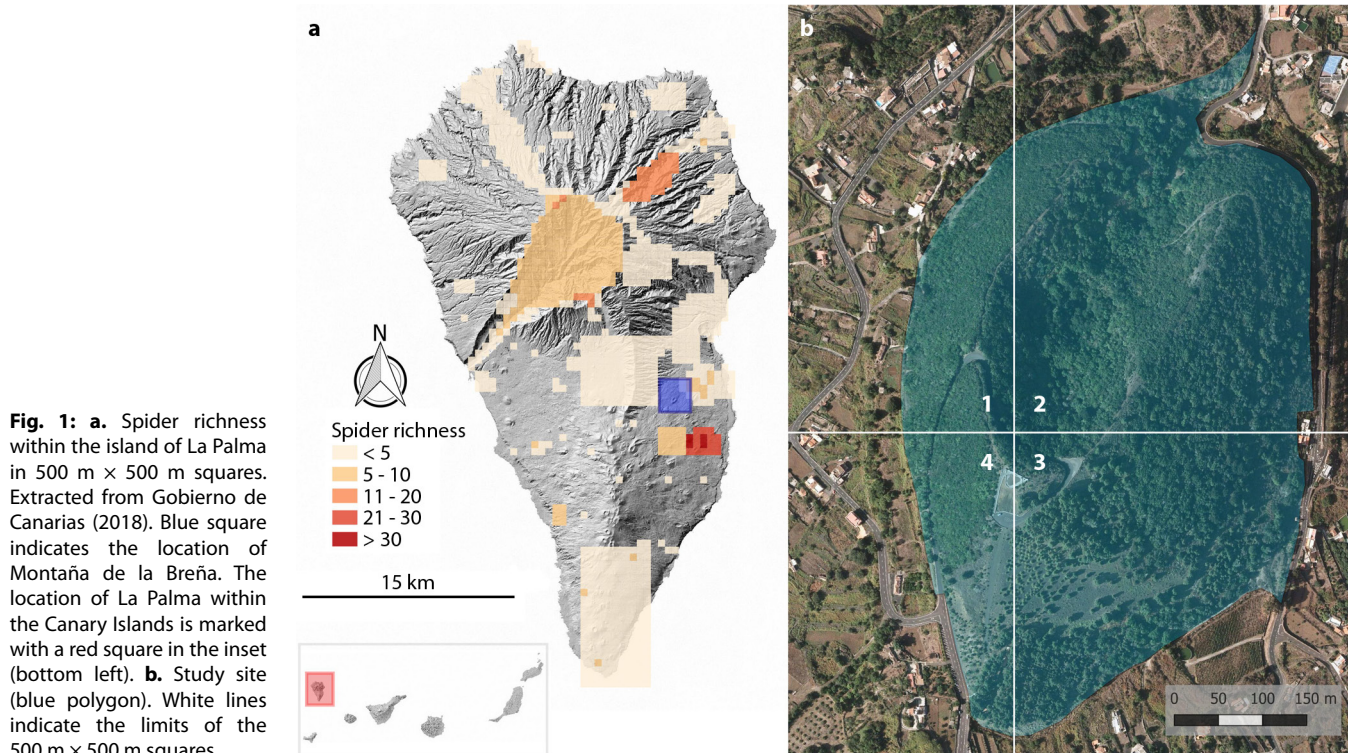 Fig. 1: a. Spider richness
within the island of La Palma
in 500 m × 500 m squares.
Extracted from Gobierno de
Canarias (2018). Blue square
indicates the location of
Montaña de la Breña. The
location of La Palma within
the Canary Islands is marked
with a red square in the inset
(bottom left). b. Study site
(blue polygon). White lines
indicate the limits of the
500 m × 500 m squares
a
N
Spider richness
< 5
5 - 10
11 - 20
21 - 30
> 30
15 km
b
1 2
4 3
0 50 100 150 m